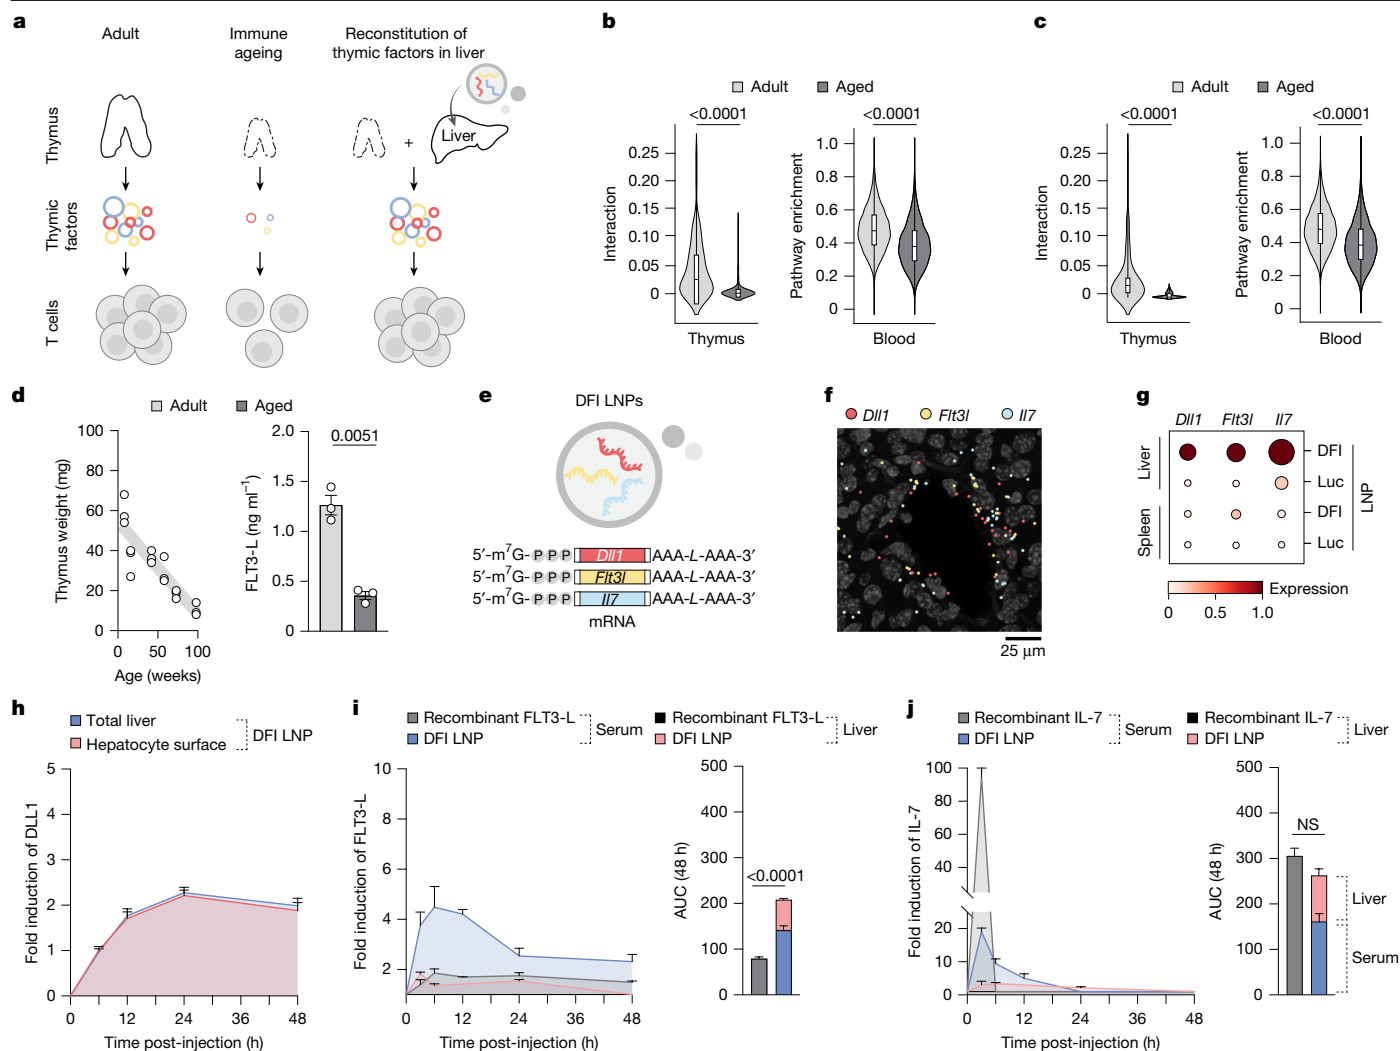 a
Adult
Immune
ageing
Reconstitution of
thymic factors in liver
Thymus
+
Liver
Thymic
factors
T cells
b
Adult
Aged
<0.0001
<0.0001
Interaction
0.25
0.20
0.15
0.10
0.05
0
Thymus
Pathway enrichment
1.0
0.8
0.6
0.4
0.2
0
Blood
c
Adult
Aged
<0.0001
<0.0001
Interaction
0.25
0.20
0.15
0.10
0.05
0
Thymus
Pathway enrichment
1.0
0.8
0.6
0.4
0.2
0
Blood
d
Adult
Aged
Thymus weight (mg)
100
80
60
40
20
0
0 50 100
Age (weeks)
FLT3-L (ng ml⁻¹)
2.0
1.5
1.0
0.5
0
0.0051
e
DFI LNPs
5′-m⁷G-PPP Dll1 AAA-L-AAA-3′
5′-m⁷G-PPP Flt3l AAA-L-AAA-3′
5′-m⁷G-PPP Il7 AAA-L-AAA-3′
mRNA
f
Dll1 Flt3l Il7
25 µm
g
Dll1 Flt3l Il7
Liver
Spleen
DFI
Luc
DFI
Luc
LNP
Expression
0 0.5 1.0
h
Total liver
Hepatocyte surface
DFI LNP
Fold induction of DLL1
5
4
3
2
1
0
0 12 24 36 48
Time post-injection (h)
i
Recombinant FLT3-L
DFI LNP
Serum
Recombinant FLT3-L
DFI LNP
Liver
Fold induction of FLT3-L
10
8
6
4
2
0 12 24 36 48
Time post-injection (h)
AUC (48 h)
500
400
300
200
100
0
<0.0001
j
Recombinant IL-7
DFI LNP
Serum
Recombinant IL-7
DFI LNP
Liver
Fold induction of IL-7
100
80
60
40
20
10
0
0 12 24 36 48
Time post-injection (h)
AUC (48 h)
500
400
300
200
100
0
NS
Liver
Serum